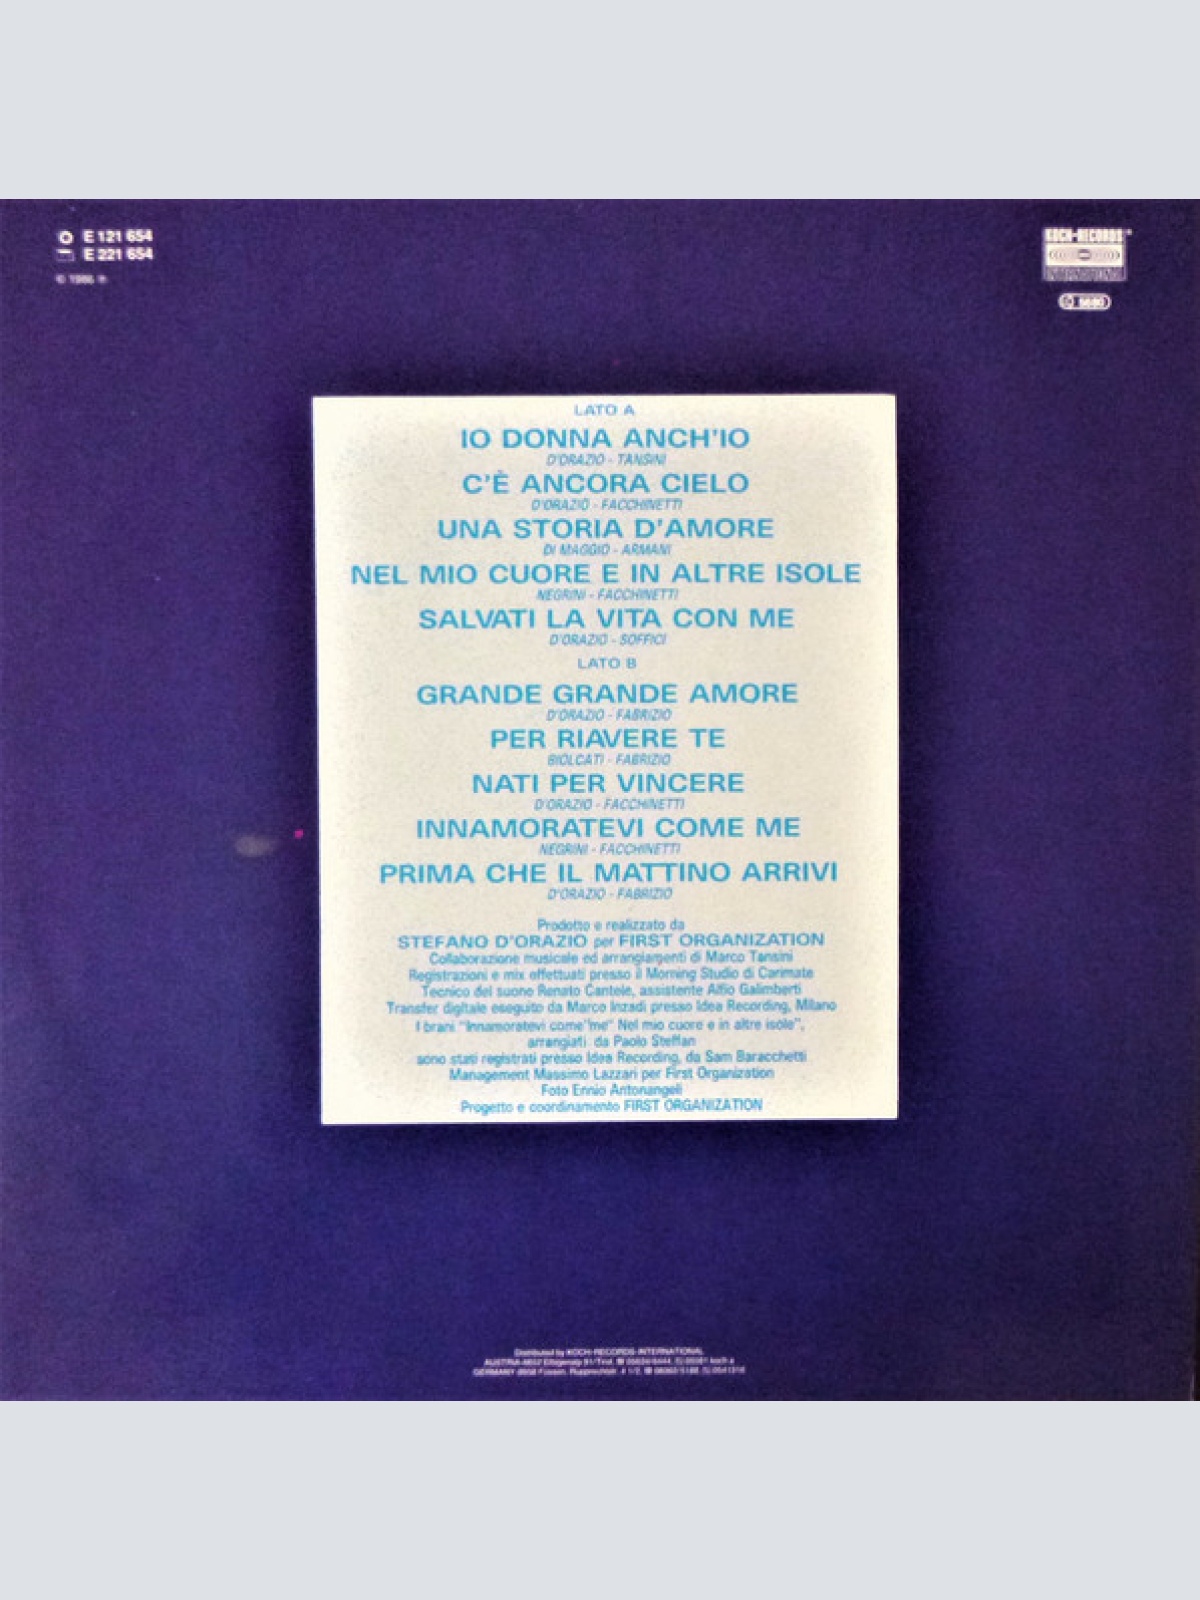 E 121 654
E 221 654
© 1986 ℗
KOCH-RECORDS
INTERNATIONAL
LATO A
IO DONNA ANCH'IO
D'ORAZIO - TANSINI
C'È ANCORA CIELO
D'ORAZIO - FACCHINETTI
UNA STORIA D'AMORE
DI MAGGIO - ARMANI
NEL MIO CUORE E IN ALTRE ISOLE
NEGRINI - FACCHINETTI
SALVATI LA VITA CON ME
D'ORAZIO - SOFFICI
LATO B
GRANDE GRANDE AMORE
D'ORAZIO - FABRIZIO
PER RIAVERE TE
BIOLCATI - FABRIZIO
NATI PER VINCERE
D'ORAZIO - FACCHINETTI
INNAMORATEVI COME ME
NEGRINI - FACCHINETTI
PRIMA CHE IL MATTINO ARRIVI
D'ORAZIO - FABRIZIO
Prodotto e realizzato da
STEFANO D'ORAZIO per FIRST ORGANIZATION
Collaborazione musicale ed arrangiamenti di Marco Tansini
Registrazioni e mix effettuati presso il Morning Studio di Carimate
Tecnico del suono Renato Cantele, assistente Alfio Galimberti
Transfer digitale eseguito da Marco Inzadi presso Idea Recording, Milano
I brani "Innamoratevi come"me" Nel mio cuore e in altre isole",
arrangiati da Paolo Steffan
sono stati registrati presso Idea Recording, da Sam Baracchetti
Management Massimo Lazzari per First Organization
Foto Ennio Antonangeli
Progetto e coordinamento FIRST ORGANIZATION
Distributed by KOCH-RECORDS-INTERNATIONAL